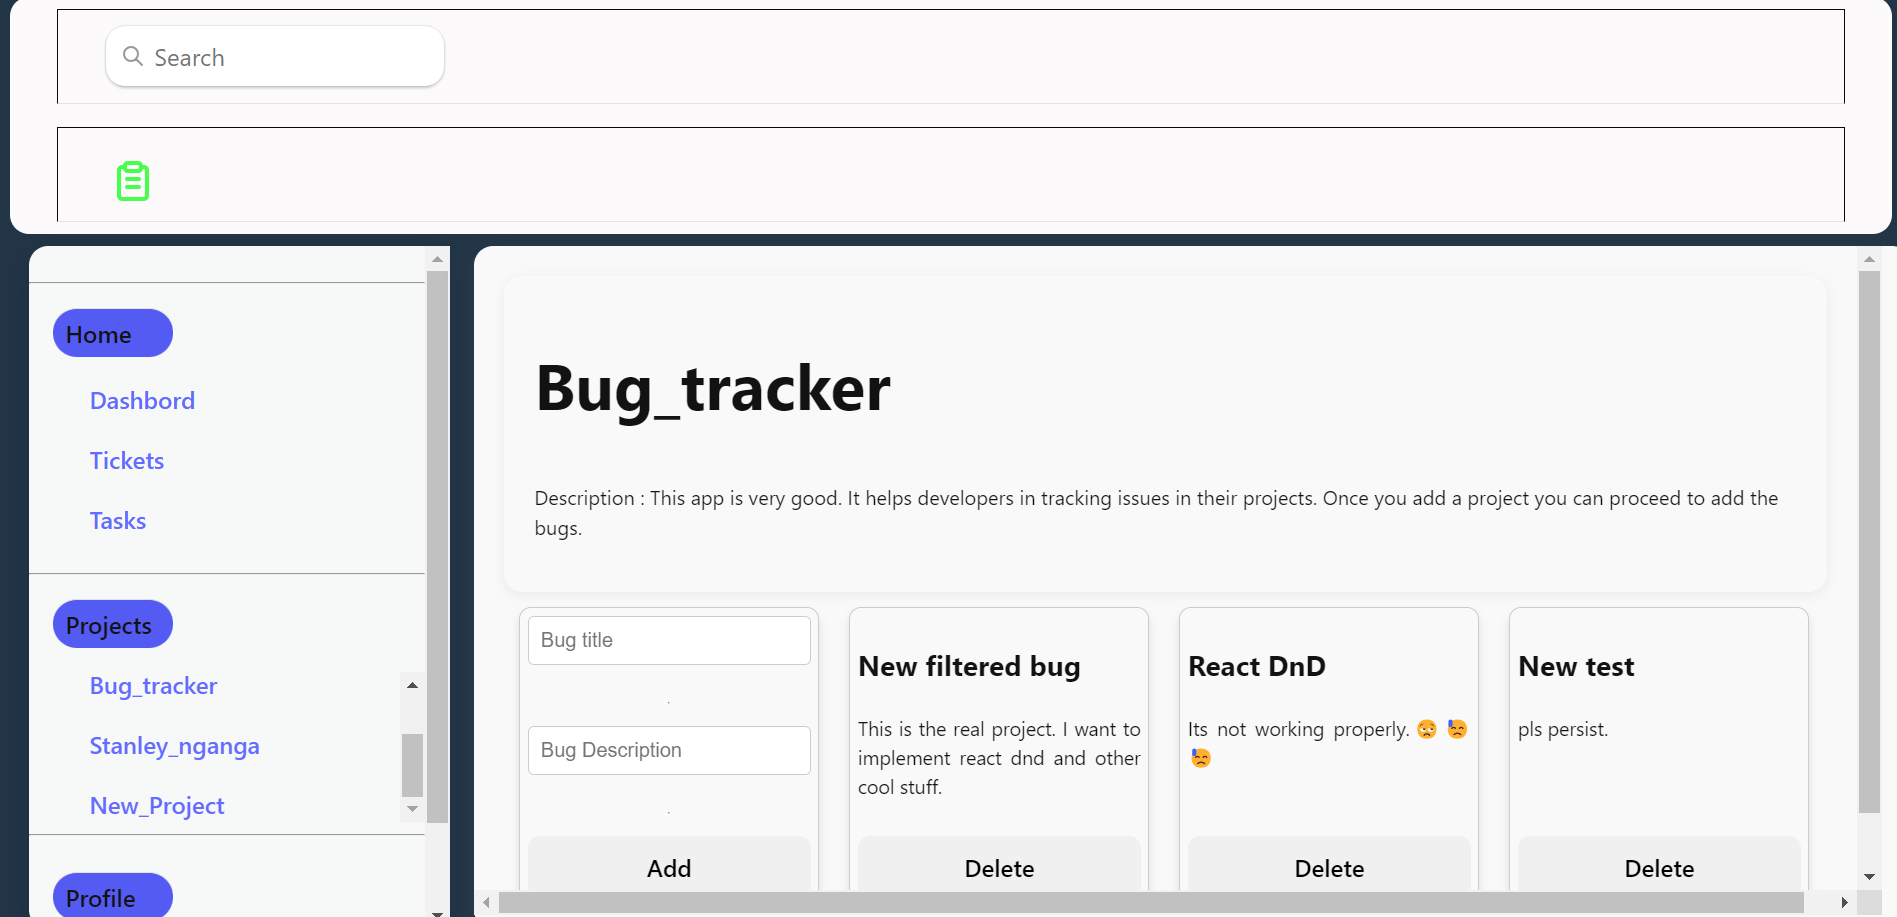 Search
Home
Dashbord
Tickets
Tasks
Projects
Bug_tracker
Stanley_nganga
New_Project
Profile
Bug_tracker
Description : This app is very good. It helps developers in tracking issues in their projects. Once you add a project you can proceed to add the
bugs.
Bug title
.
Bug Description
.
Add
New filtered bug
This is the real project. I want to
implement react dnd and other
cool stuff.
Delete
React DnD
Its not working properly. 😳 😓
😓
Delete
New test
pls persist.
Delete